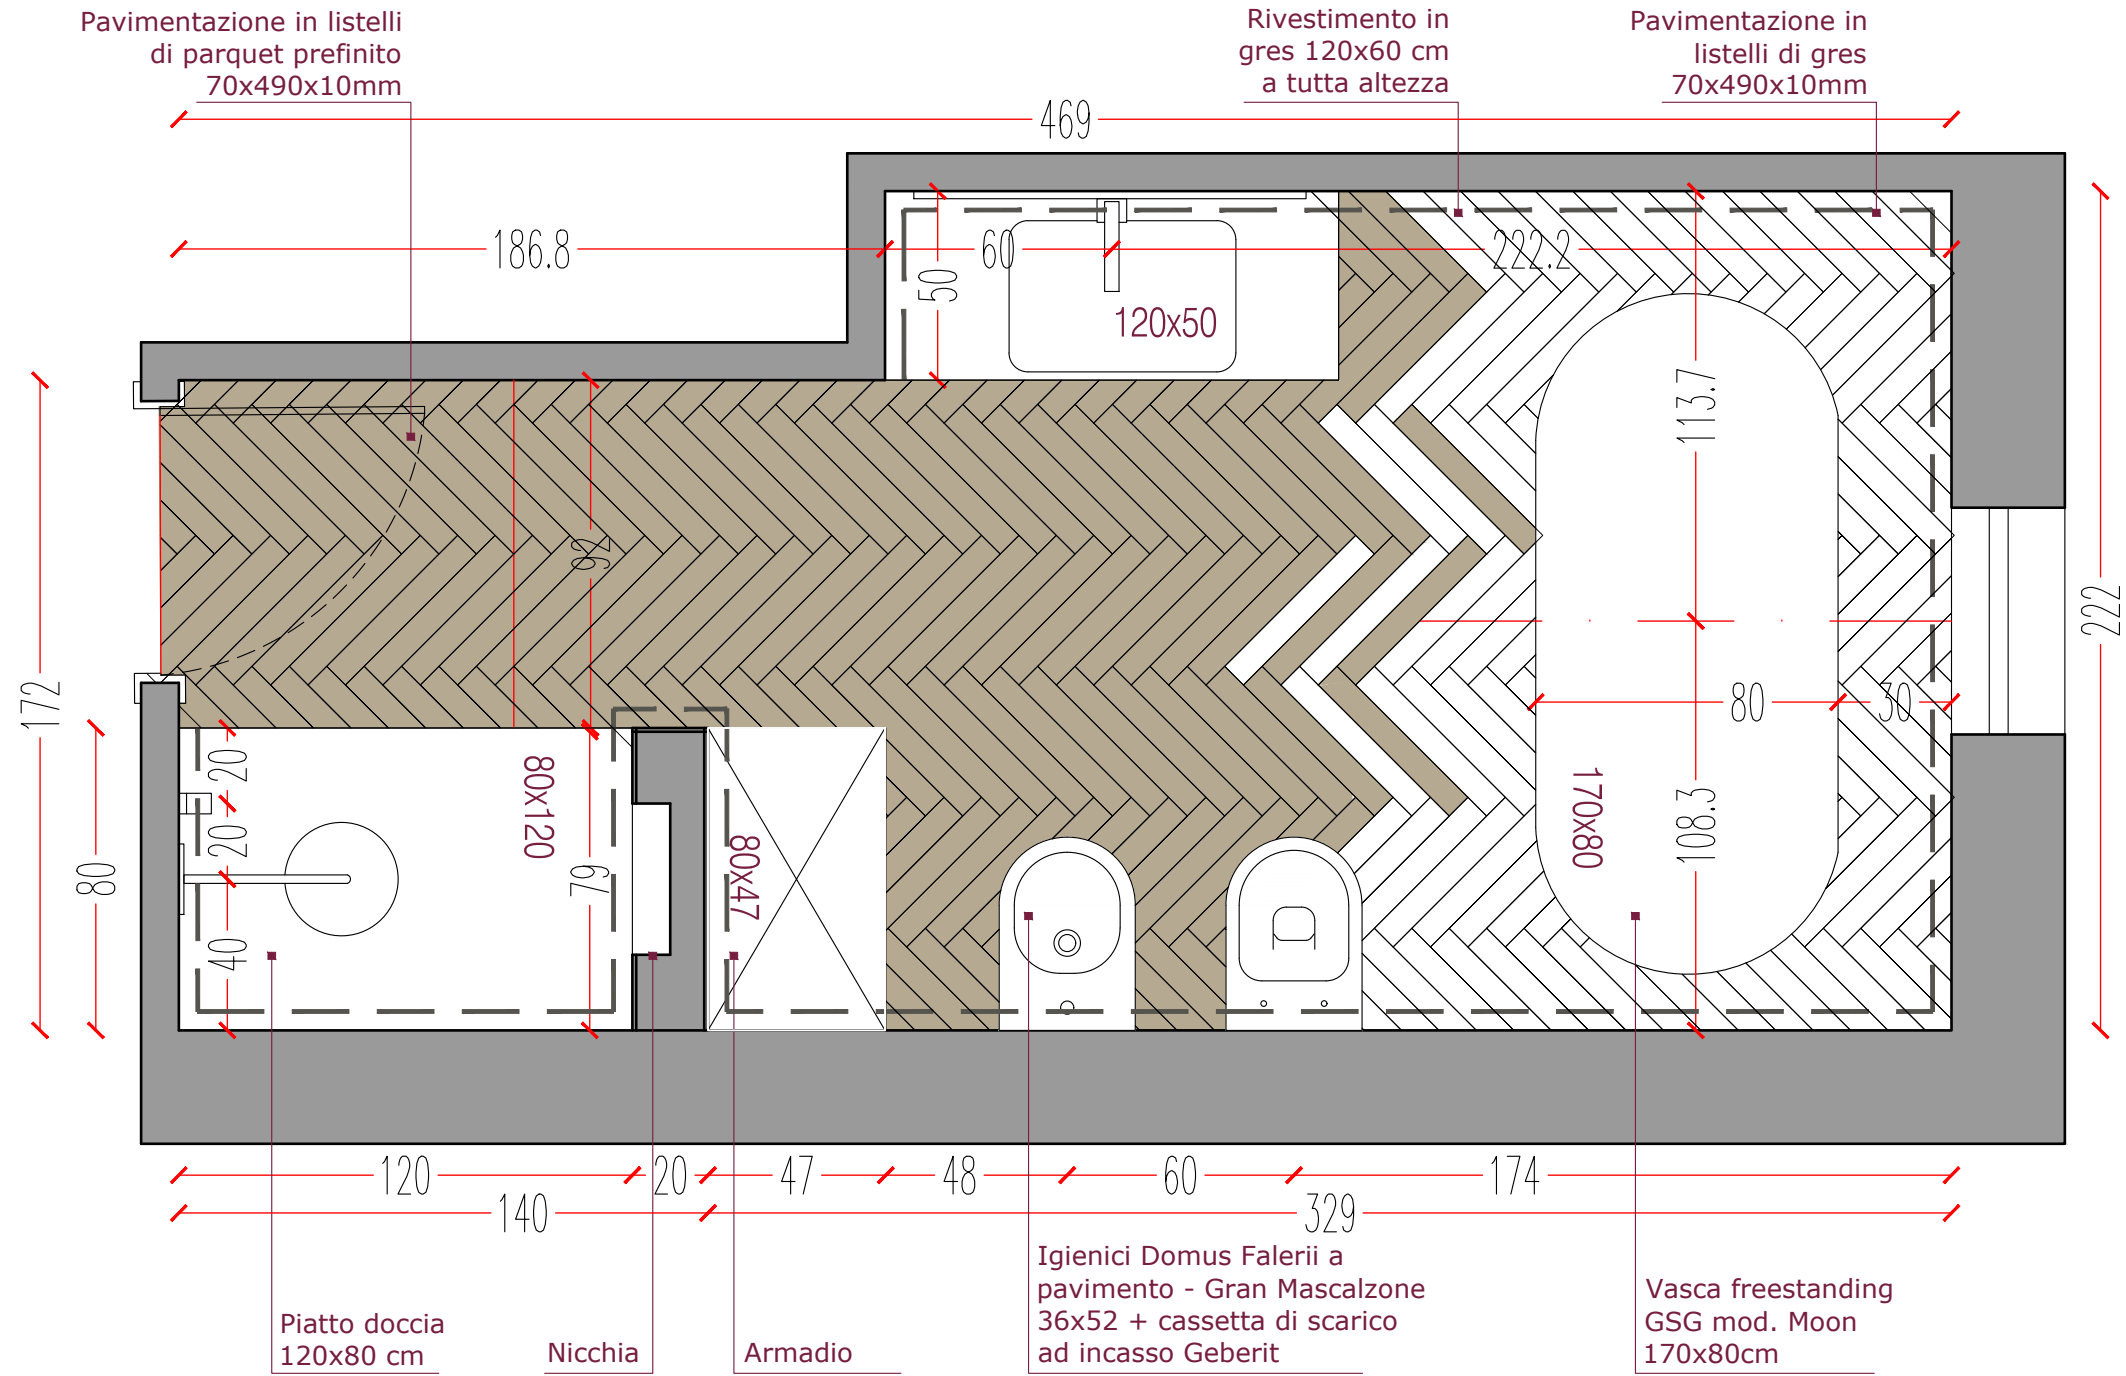 Pavimentazione in listelli
di parquet prefinito
70x490x10mm
Rivestimento in
gres 120x60 cm
a tutta altezza
Pavimentazione in
listelli di gres
70x490x10mm
469
186.8
60
222.2
50
120x50
113.7
92
172
222
80
30
20
20
40
80
80x120
79
80x47
170x80
108.3
120
20
47
48
60
174
140
329
Piatto doccia
120x80 cm
Nicchia
Armadio
Igienici Domus Falerii a
pavimento - Gran Mascalzone
36x52 + cassetta di scarico
ad incasso Geberit
Vasca freestanding
GSG mod. Moon
170x80cm